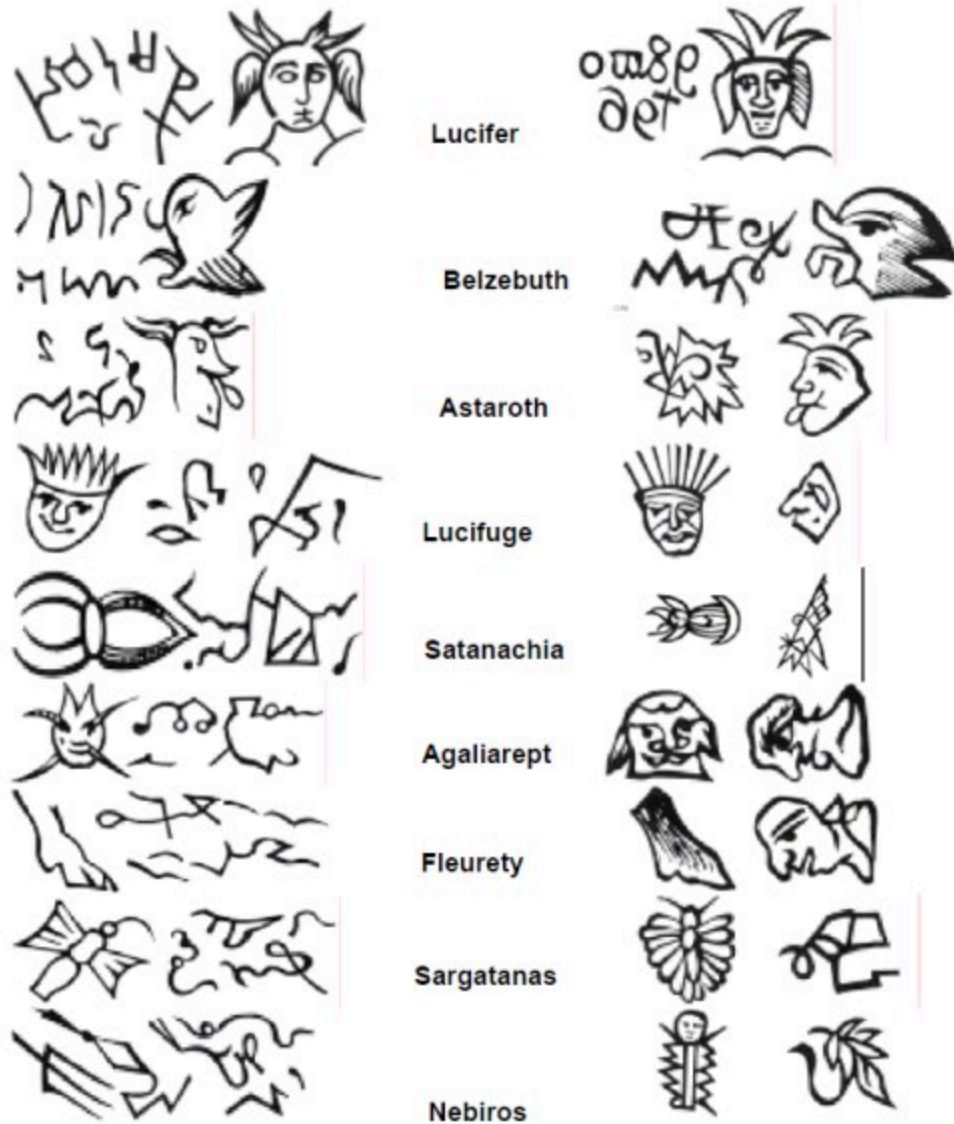 Lucifer
Belzebuth
Astaroth
Lucifuge
Satanachia
Agaliarept
Fleurety
Sargatanas
Nebiros